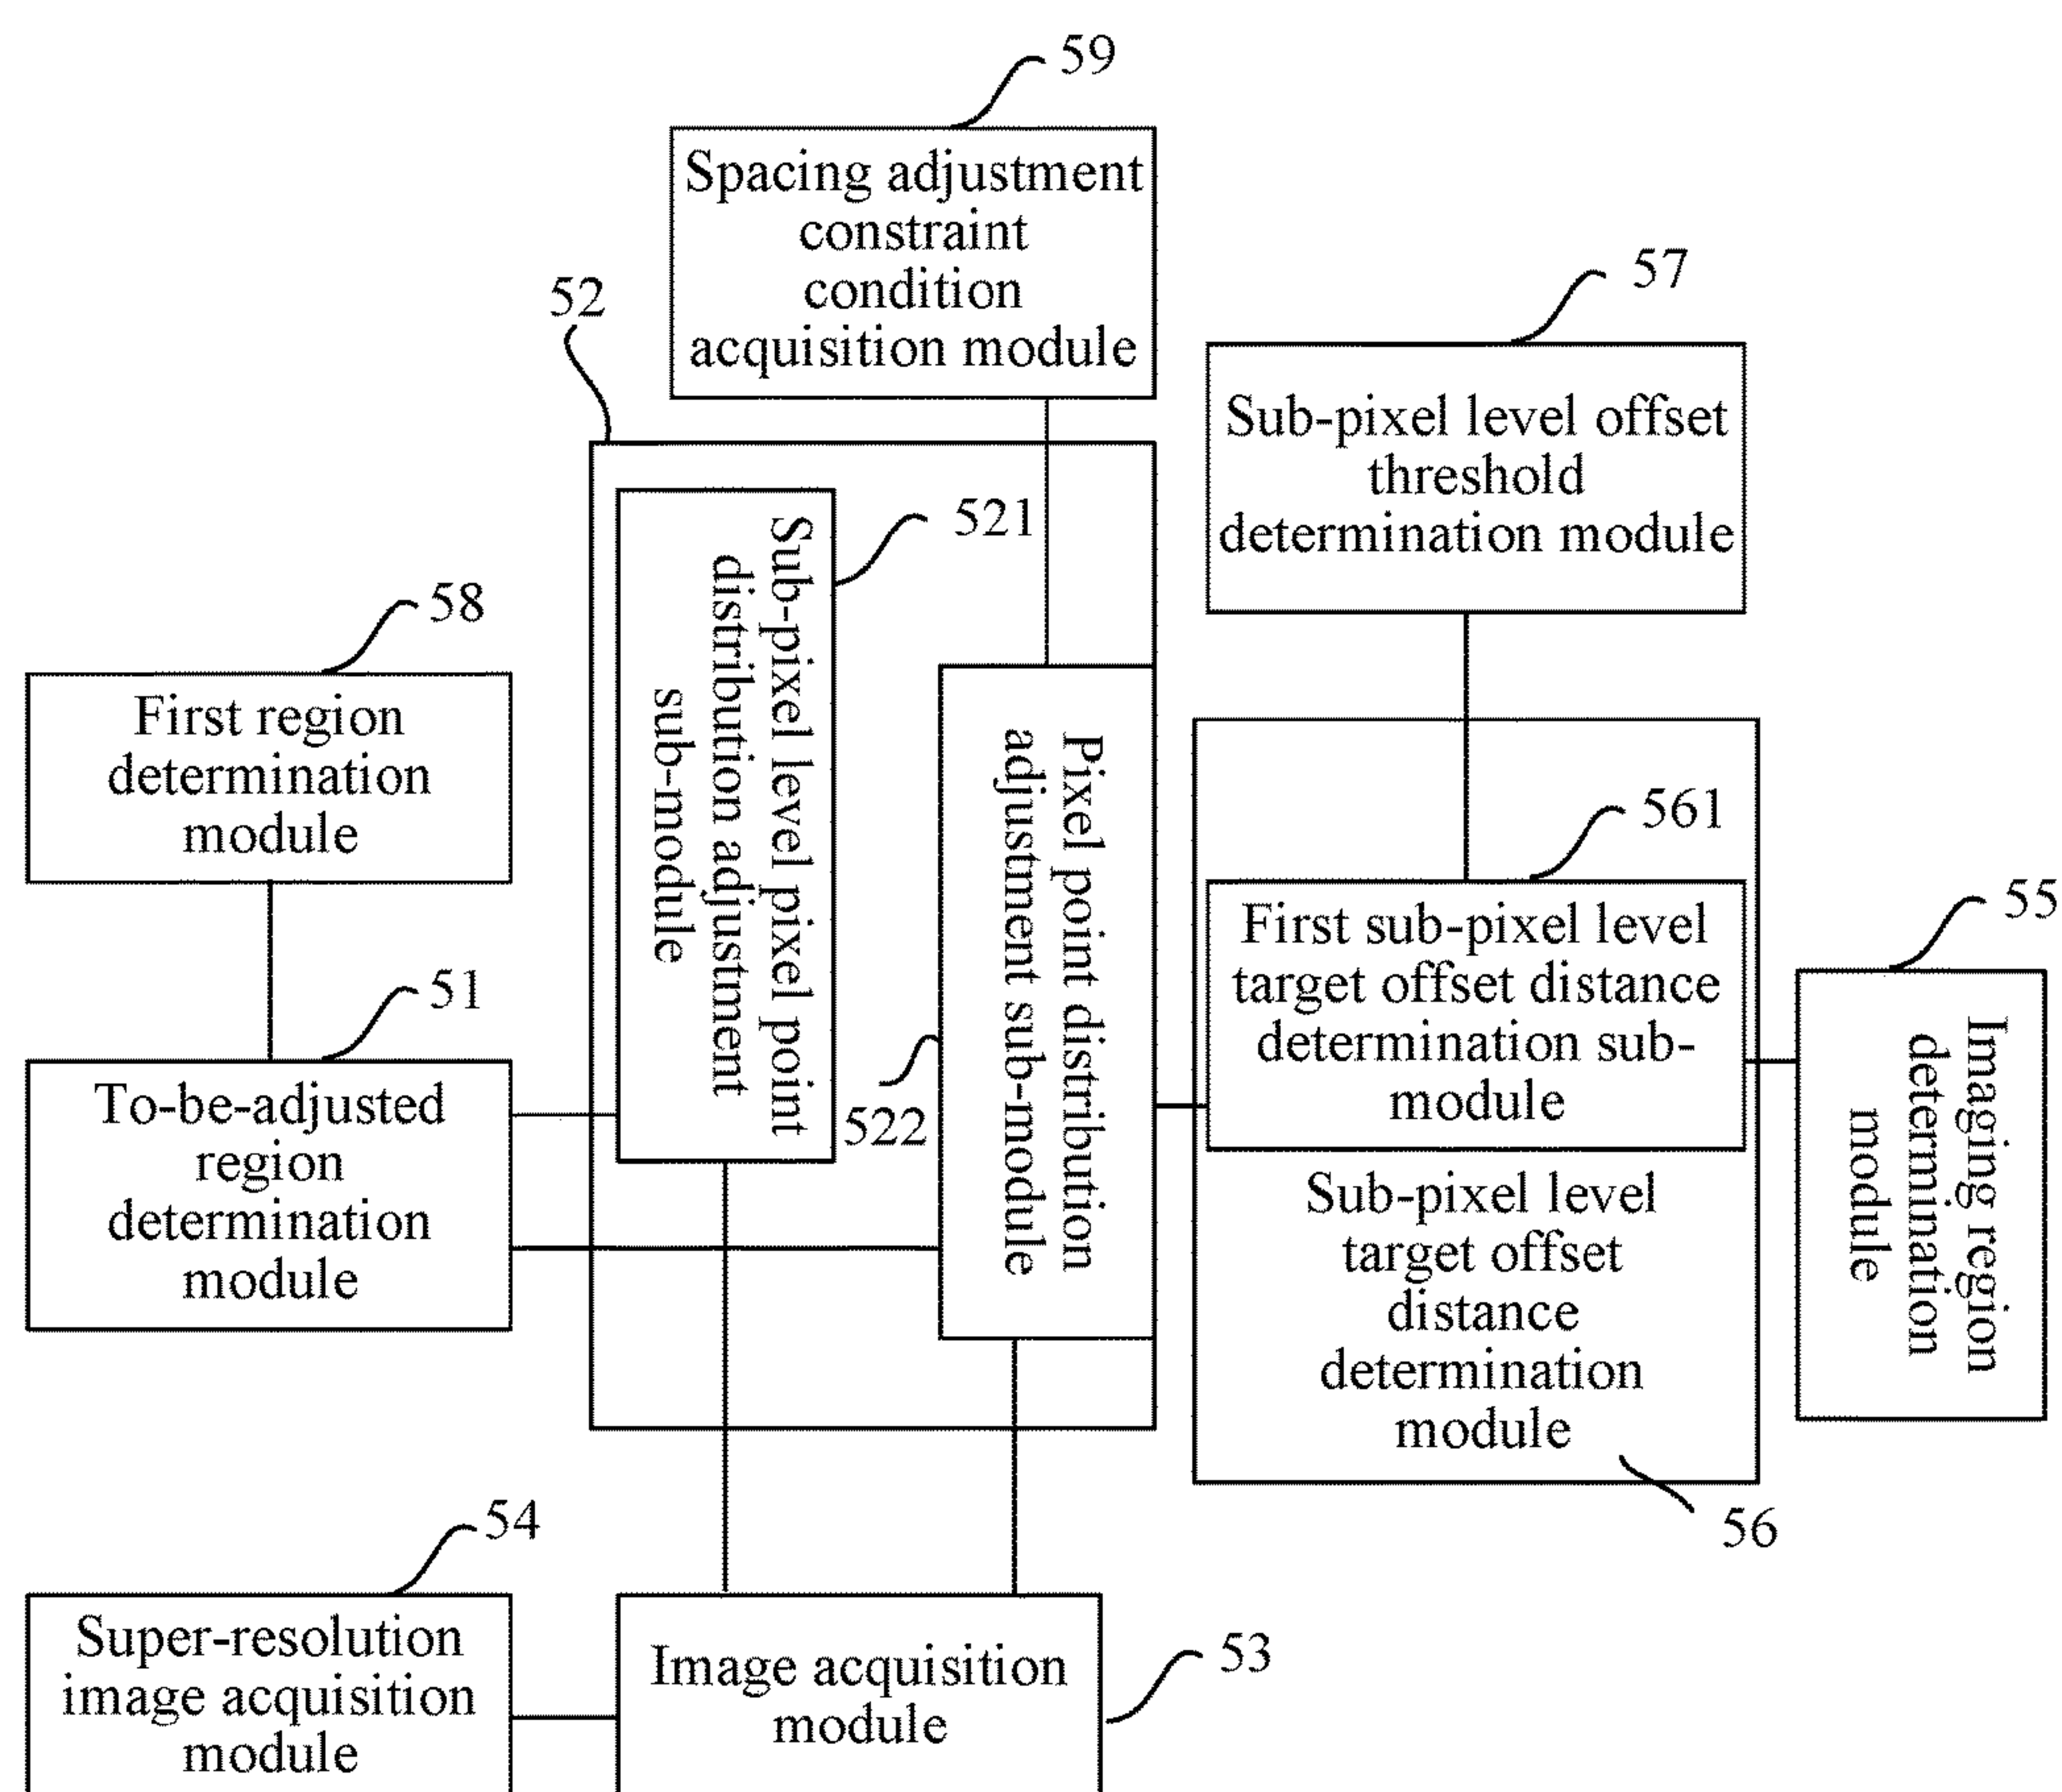 59
Spacing adjustment
constraint
condition
acquisition module
52
57
Sub-pixel level offset
threshold
determination module
521
Sub-pixel level pixel point
distribution adjustment
sub-module
58
First region
determination
module
561
First sub-pixel level
target offset distance
determination sub-
module
55
Imaging region
determination
module
51
To-be-adjusted
region
determination
module
522
Pixel point distribution
adjustment sub-module
Sub-pixel level
target offset
distance
determination
module
56
54
Super-resolution
image acquisition
module
Image acquisition
module
53